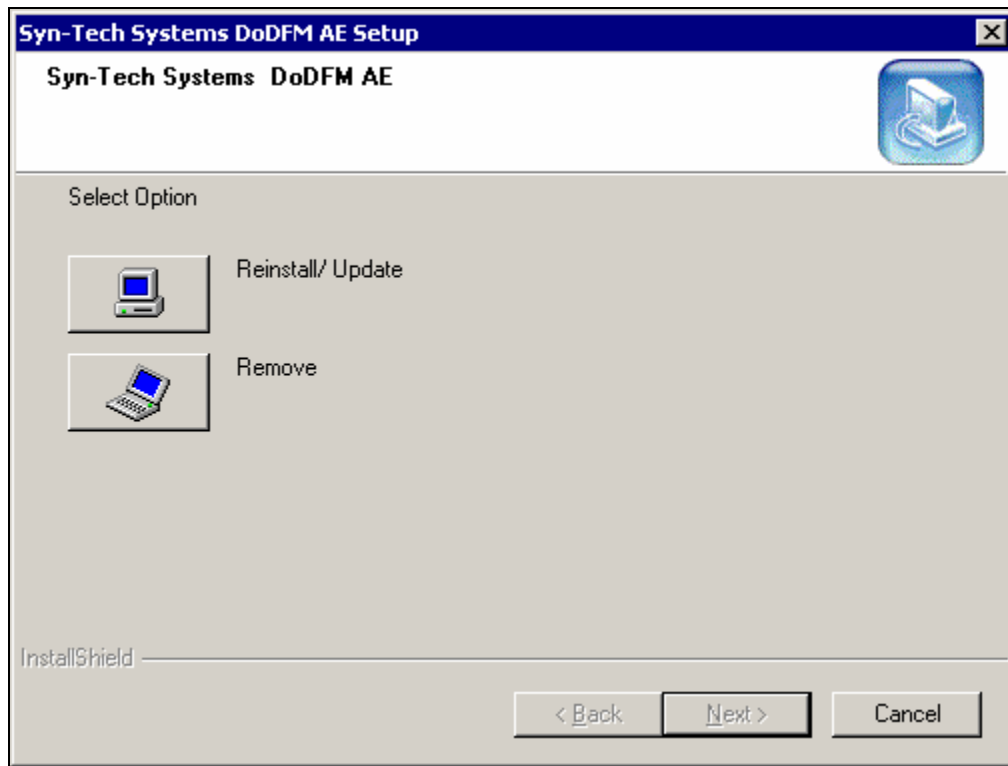 Syn-Tech Systems DoDFM AE Setup
Syn-Tech Systems DoDFM AE
Select Option
Reinstall/ Update
Remove
InstallShield
< Back
Next >
Cancel